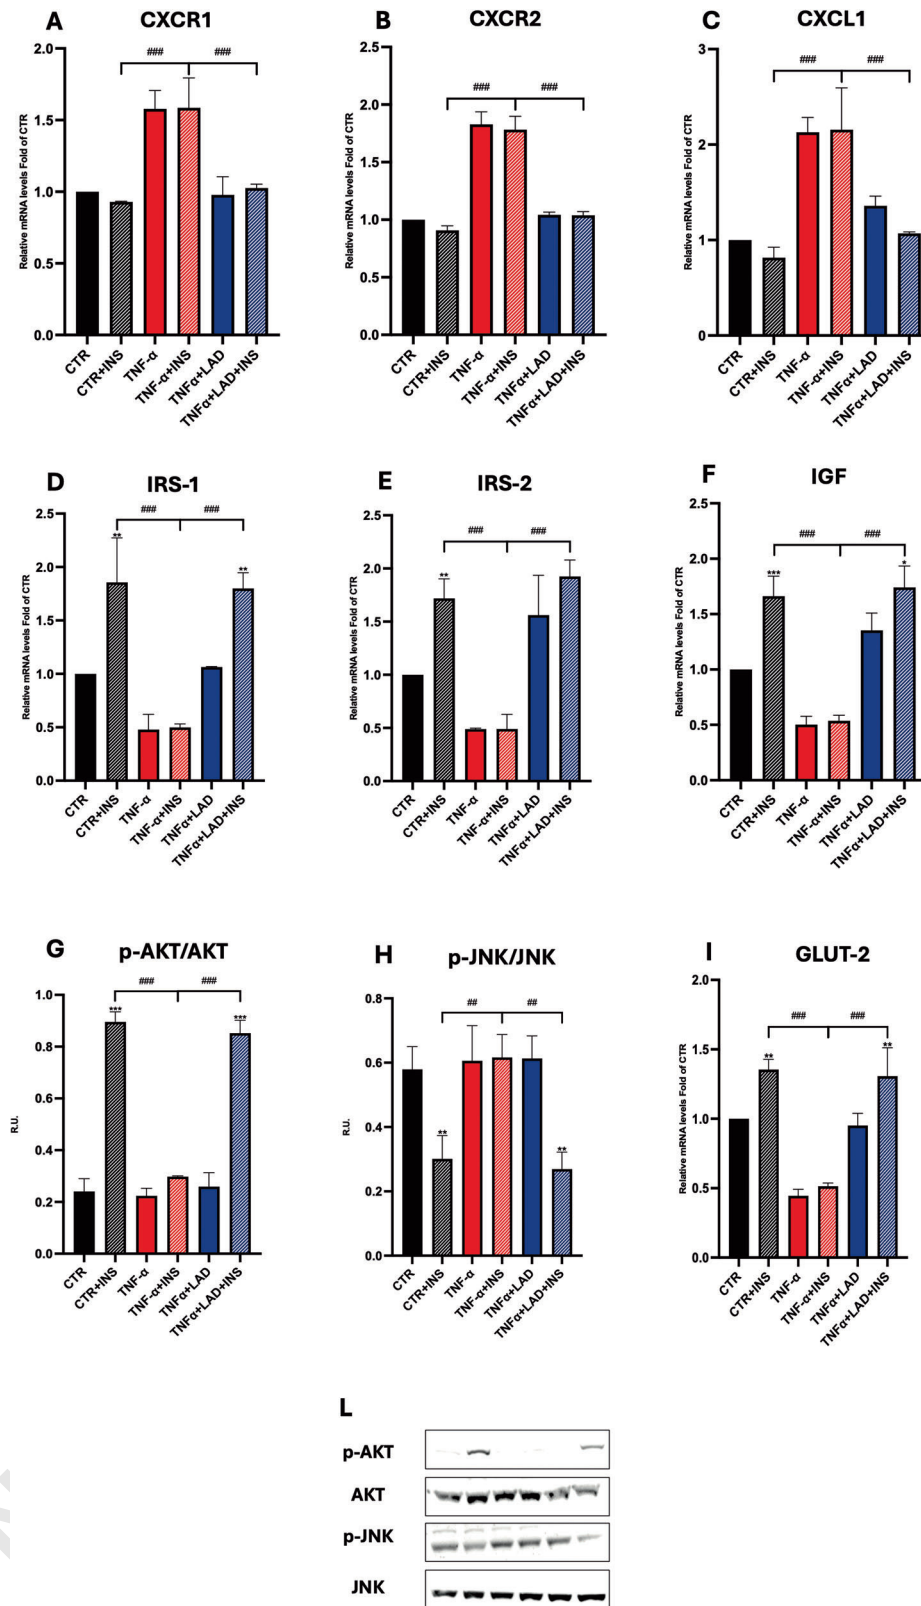 A CXCR1
Relative mRNA levels Fold of CTR
2.0
1.5
1.0
0.5
0.0
### ###
CTR
CTR+INS
TNF-α
TNF-α+INS
TNFα+LAD
TNFα+LAD+INS
B CXCR2
Relative mRNA levels Fold of CTR
2.5
2.0
1.5
1.0
0.5
0.0
### ###
CTR
CTR+INS
TNF-α
TNF-α+INS
TNFα+LAD
TNFα+LAD+INS
C CXCL1
Relative mRNA levels Fold of CTR
3
2
1
0
### ###
CTR
CTR+INS
TNF-α
TNF-α+INS
TNFα+LAD
TNFα+LAD+INS
D IRS-1
Relative mRNA levels Fold of CTR
2.5
2.0
1.5
1.0
0.5
0.0
### ###
** **
CTR
CTR+INS
TNF-α
TNF-α+INS
TNFα+LAD
TNFα+LAD+INS
E IRS-2
Relative mRNA levels Fold of CTR
2.5
2.0
1.5
1.0
0.5
0.0
### ###
**
CTR
CTR+INS
TNF-α
TNF-α+INS
TNFα+LAD
TNFα+LAD+INS
F IGF
Relative mRNA levels Fold of CTR
2.5
2.0
1.5
1.0
0.5
0.0
### ###
*** *
CTR
CTR+INS
TNF-α
TNF-α+INS
TNFα+LAD
TNFα+LAD+INS
G p-AKT/AKT
R.U.
1.0
0.8
0.6
0.4
0.2
0.0
### ###
*** ***
CTR
CTR+INS
TNF-α
TNF-α+INS
TNFα+LAD
TNFα+LAD+INS
H p-JNK/JNK
R.U.
0.8
0.6
0.4
0.2
0.0
## ##
** **
CTR
CTR+INS
TNF-α
TNF-α+INS
TNFα+LAD
TNFα+LAD+INS
I GLUT-2
Relative mRNA levels Fold of CTR
2.0
1.5
1.0
0.5
0.0
### ###
** **
CTR
CTR+INS
TNF-α
TNF-α+INS
TNFα+LAD
TNFα+LAD+INS
L
p-AKT
AKT
p-JNK
JNK